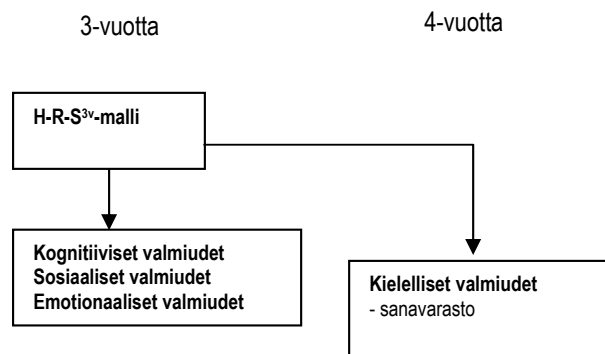 3-vuotta
4-vuotta
H-R-S³ᵛ-malli
Kognitiiviset valmiudet
Sosiaaliset valmiudet
Emotionaaliset valmiudet
Kielelliset valmiudet
- sanavarasto